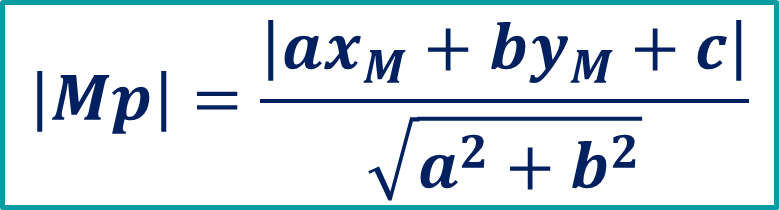 |Mp| = |ax_M + by_M + c| / √(a² + b²)